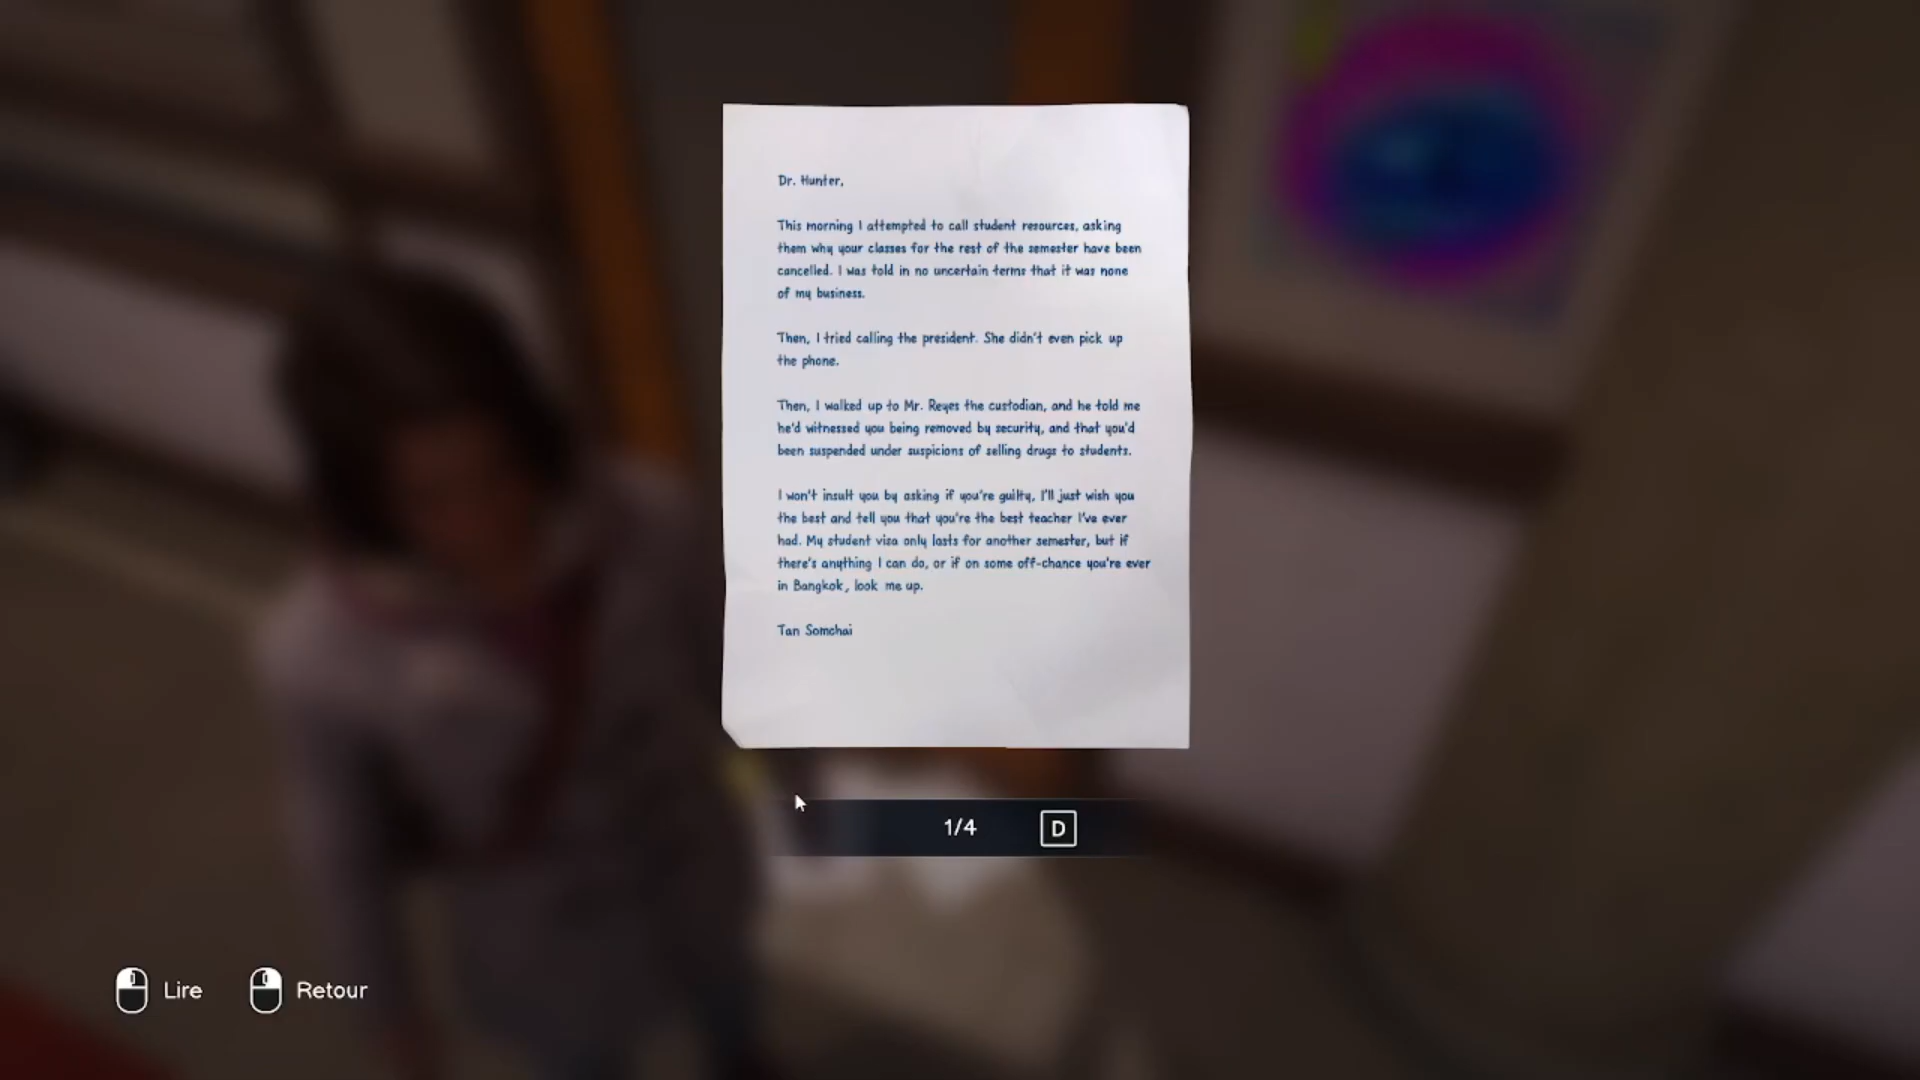 Dr. Hunter,
This morning I attempted to call student resources, asking
them why your classes for the rest of the semester have been
cancelled. I was told in no uncertain terms that it was none
of my business.
Then, I tried calling the president. She didn't even pick up
the phone.
Then, I walked up to Mr. Reyes the custodian, and he told me
he'd witnessed you being removed by security, and that you'd
been suspended under suspicions of selling drugs to students.
I won't insult you by asking if you're guilty, I'll just wish you
the best and tell you that you're the best teacher I've ever
had. My student visa only lasts for another semester, but if
there's anything I can do, or if on some off-chance you're ever
in Bangkok, look me up.
Tan Somchai
1/4 D
Lire Retour